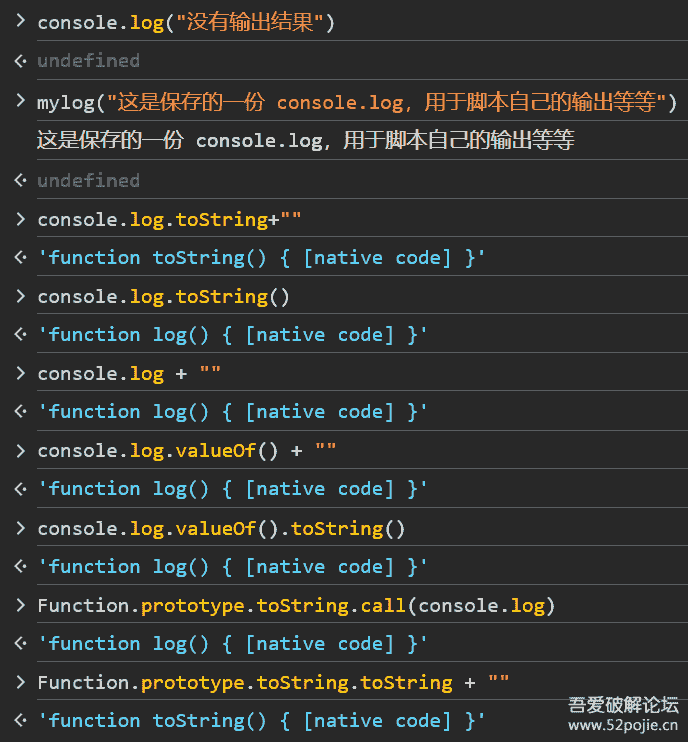 > console.log("没有输出结果")
<· undefined
> mylog("这是保存的一份 console.log, 用于脚本自己的输出等等")
这是保存的一份 console.log, 用于脚本自己的输出等等
<· undefined
> console.log.toString+""
<· 'function toString() { [native code] }'
> console.log.toString()
<· 'function log() { [native code] }'
> console.log + ""
<· 'function log() { [native code] }'
> console.log.valueOf() + ""
<· 'function log() { [native code] }'
> console.log.valueOf().toString()
<· 'function log() { [native code] }'
> Function.prototype.toString.call(console.log)
<· 'function log() { [native code] }'
> Function.prototype.toString.toString + ""
<· 'function toString() { [native code] }'
吾爱破解论坛
www.52pojie.cn